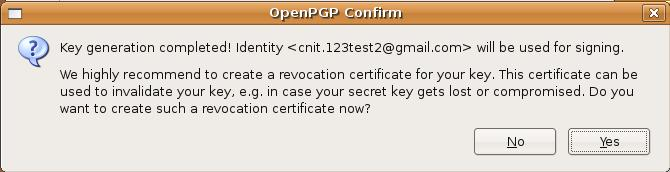 OpenPGP Confirm
Key generation completed! Identity <cnit.123test2@gmail.com> will be used for signing.
We highly recommend to create a revocation certificate for your key. This certificate can be
used to invalidate your key, e.g. in case your secret key gets lost or compromised. Do you
want to create such a revocation certificate now?
No Yes